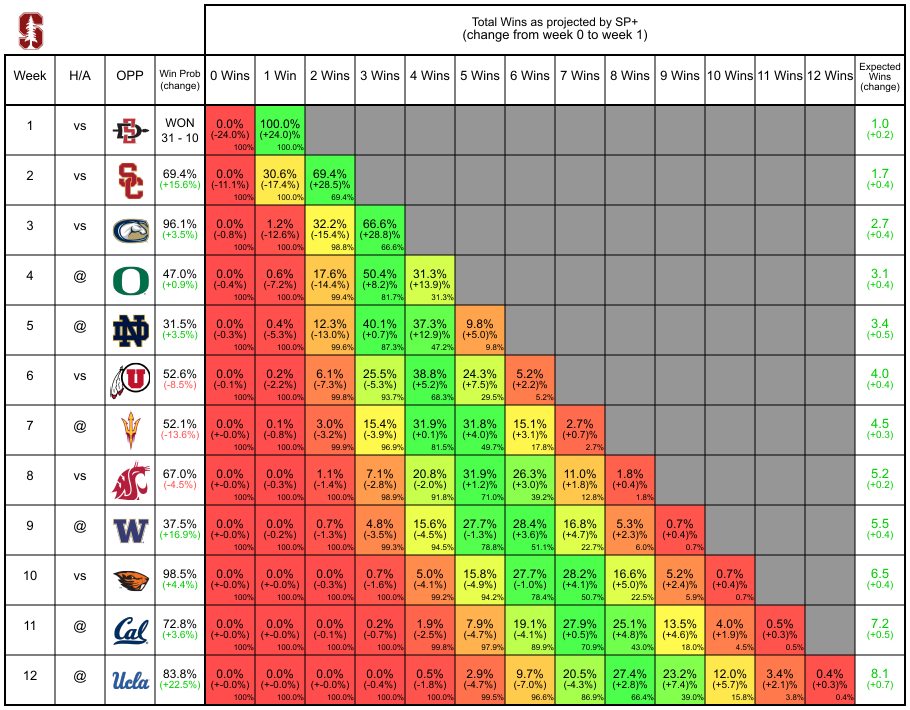 Total Wins as projected by SP+
(change from week 0 to week 1)
Week H/A OPP Win Prob (change) 0 Wins 1 Win 2 Wins 3 Wins 4 Wins 5 Wins 6 Wins 7 Wins 8 Wins 9 Wins 10 Wins 11 Wins 12 Wins Expected Wins (change)
1 vs SD WON 0.0% 100.0% 1.0
31 - 10 (-24.0%) (+24.0)% (+0.2)
100% 100.0%
2 vs SC 69.4% 0.0% 30.6% 69.4% 1.7
(+15.6%) (-11.1%) (-17.4%) (+28.5)% (+0.4)
100% 100.0% 69.4%
3 vs C 96.1% 0.0% 1.2% 32.2% 66.6% 2.7
(+3.5%) (-0.8%) (-12.6%) (-15.4%) (+28.8)% (+0.4)
100% 100.0% 98.8% 66.6%
4 @ O 47.0% 0.0% 0.6% 17.6% 50.4% 31.3% 3.1
(+0.9%) (-0.4%) (-7.2%) (-14.4%) (+8.2)% (+13.9%) (+0.4)
100% 100.0% 99.4% 81.7% 31.3%
5 @ ND 31.5% 0.0% 0.4% 12.3% 40.1% 37.3% 9.8% 3.4
(+3.5%) (-0.3%) (-5.3%) (-13.0%) (+0.7)% (+12.9)% (+5.0)% (+0.5)
100% 100.0% 99.6% 87.3% 47.2% 9.8%
6 vs U 52.6% 0.0% 0.2% 6.1% 25.5% 38.8% 24.3% 5.2% 4.0
(-8.5%) (-0.1%) (-2.2%) (-7.3%) (-5.3%) (+5.2)% (+7.5)% (+2.2)% (+0.4)
100% 100.0% 99.8% 93.7% 68.3% 29.5% 5.2%
7 @ 52.1% 0.0% 0.1% 3.0% 15.4% 31.9% 31.8% 15.1% 2.7% 4.5
(-13.6%) (+-0.0%) (-0.8%) (-3.2%) (-3.9%) (+0.1)% (+4.0)% (+3.1)% (+0.7)% (+0.3)
100% 100.0% 99.9% 96.9% 81.5% 49.7% 17.8% 2.7%
8 vs 67.0% 0.0% 0.0% 1.1% 7.1% 20.8% 31.9% 26.3% 11.0% 1.8% 5.2
(-4.5%) (+-0.0%) (-0.3%) (-1.4%) (-2.8%) (-2.0%) (+1.2)% (+3.0)% (+1.8)% (+0.4)% (+0.2)
100% 100.0% 100.0% 98.9% 91.8% 71.0% 39.2% 12.8% 1.8%
9 @ W 37.5% 0.0% 0.0% 0.7% 4.8% 15.6% 27.7% 28.4% 16.8% 5.3% 0.7% 5.5
(+16.9%) (+-0.0%) (-0.2%) (-1.3%) (-3.5%) (-4.5%) (-1.3%) (+3.6)% (+4.7)% (+2.3)% (+0.4)% (+0.4)
100% 100.0% 100.0% 99.3% 94.5% 78.8% 51.1% 22.7% 6.0% 0.7%
10 vs 98.5% 0.0% 0.0% 0.0% 0.7% 5.0% 15.8% 27.7% 28.2% 16.6% 5.2% 0.7% 6.5
(+4.4%) (+-0.0%) (+-0.0%) (-0.3%) (-1.6%) (-4.1%) (-4.9%) (-1.0%) (+4.1)% (+5.0)% (+2.4)% (+0.4)% (+0.4)
100% 100.0% 100.0% 100.0% 99.2% 94.2% 78.4% 50.7% 22.5% 5.9% 0.7%
11 @ Cal 72.8% 0.0% 0.0% 0.0% 0.2% 1.9% 7.9% 19.1% 27.9% 25.1% 13.5% 4.0% 0.5% 7.2
(+3.6%) (+-0.0%) (+-0.0%) (-0.1%) (-0.7%) (-2.5%) (-4.7%) (-4.1%) (+0.5)% (+4.8)% (+4.6)% (+1.9)% (+0.3)% (+0.5)
100% 100.0% 100.0% 100.0% 99.8% 97.9% 89.9% 70.9% 43.0% 18.0% 4.5% 0.5%
12 @ Ucla 83.8% 0.0% 0.0% 0.0% 0.0% 0.5% 2.9% 9.7% 20.5% 27.4% 23.2% 12.0% 3.4% 0.4% 8.1
(+22.5%) (+-0.0%) (+-0.0%) (+-0.0%) (-0.4%) (-1.8%) (-4.7%) (-7.0%) (-4.3%) (+2.8)% (+7.4)% (+5.7)% (+2.1)% (+0.3)% (+0.7)
100% 100.0% 100.0% 100.0% 100.0% 99.5% 96.6% 86.9% 66.4% 39.0% 15.8% 3.8% 0.4%